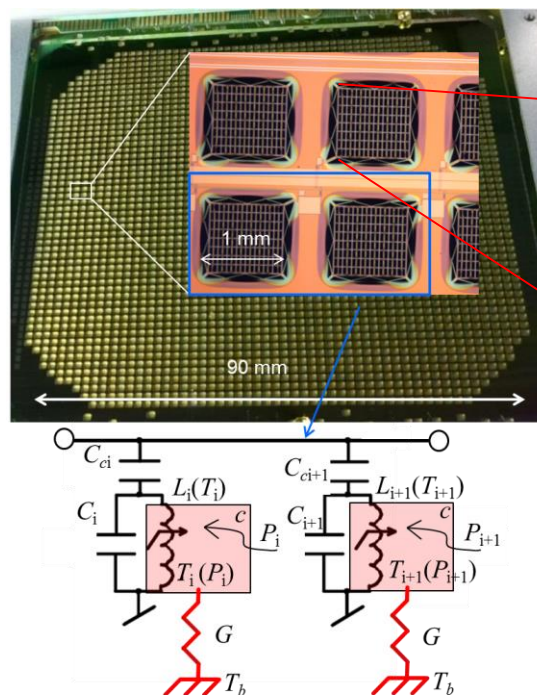 1 mm
90 mm
C_ci
C_ci+1
L_i(T_i)
L_i+1(T_i+1)
C_i
c
P_i
C_i+1
c
P_i+1
T_i(P_i)
T_i+1(P_i+1)
G
G
T_b
T_b